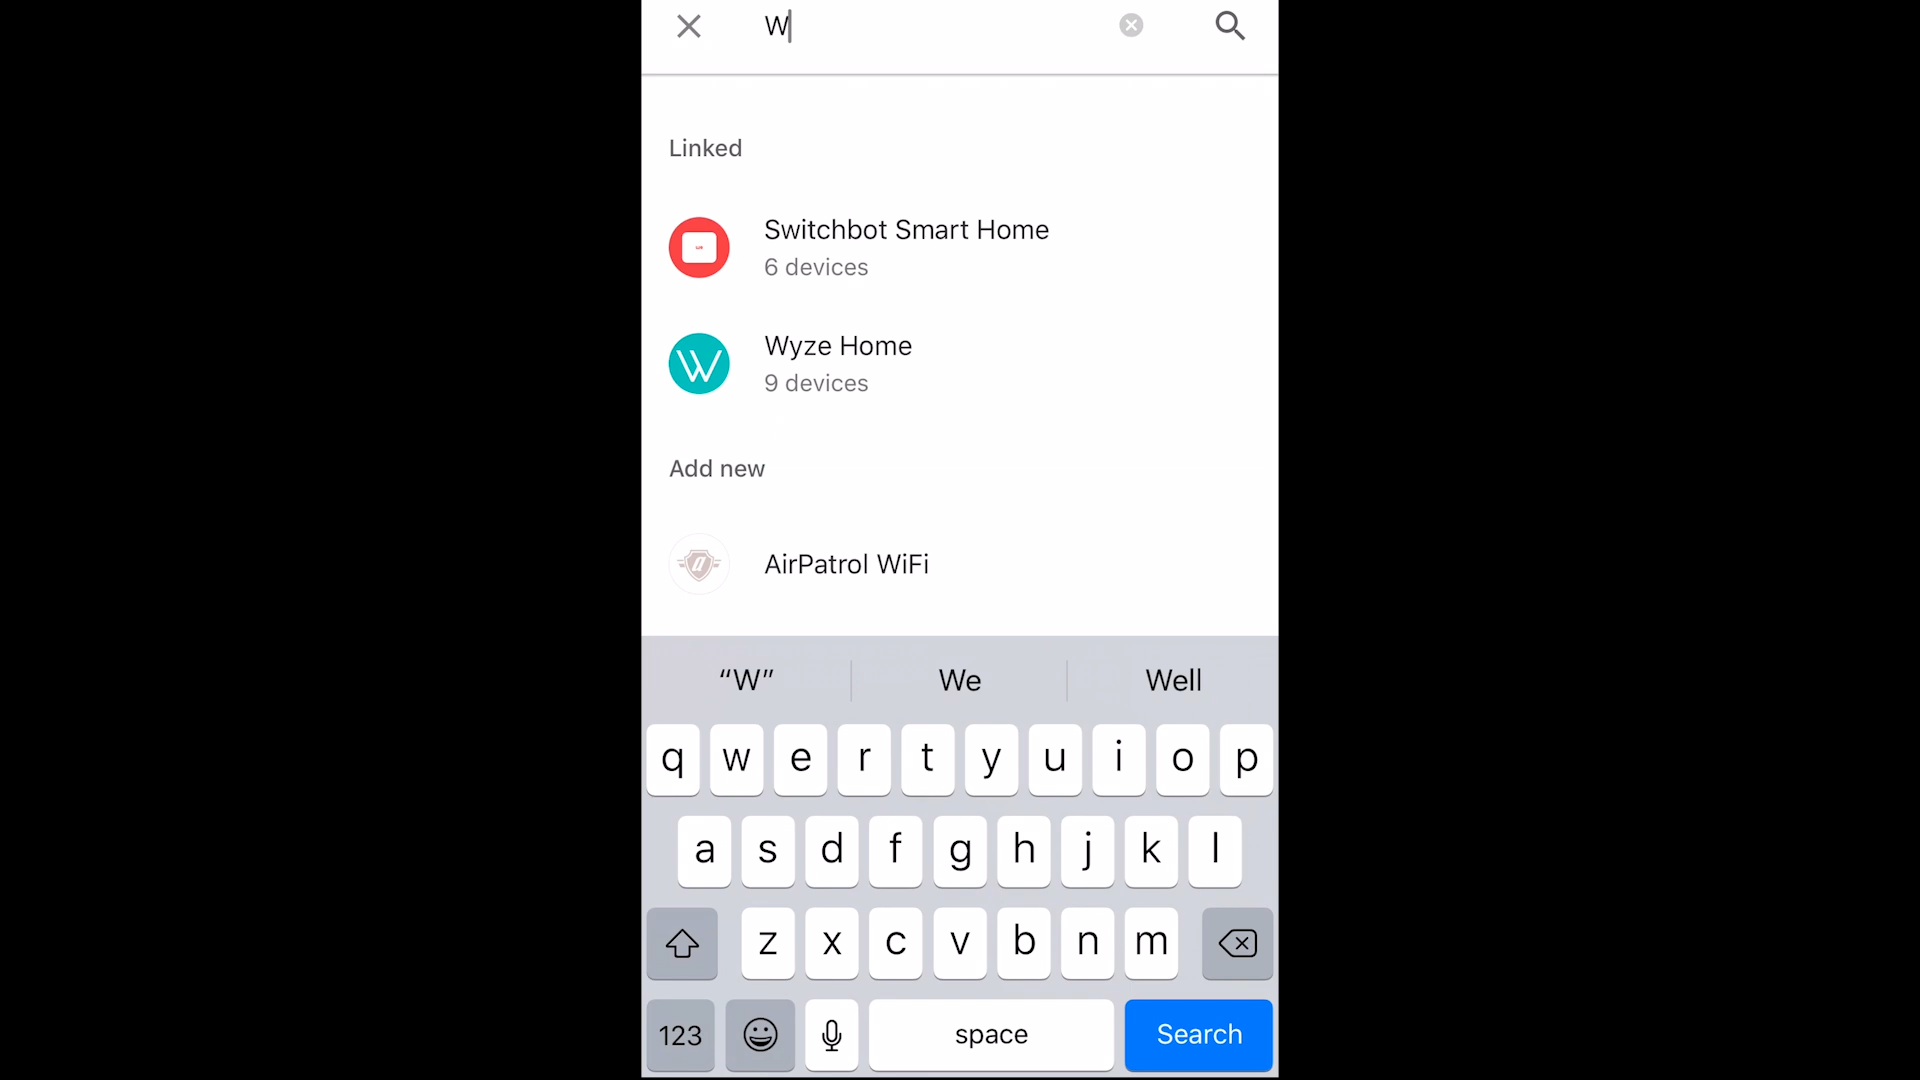 W
Linked
Switchbot Smart Home
6 devices
W
Wyze Home
9 devices
Add new
AirPatrol WiFi
“W” We Well
q w e r t y u i o p
a s d f g h j k l
z x c v b n m
123 space Search